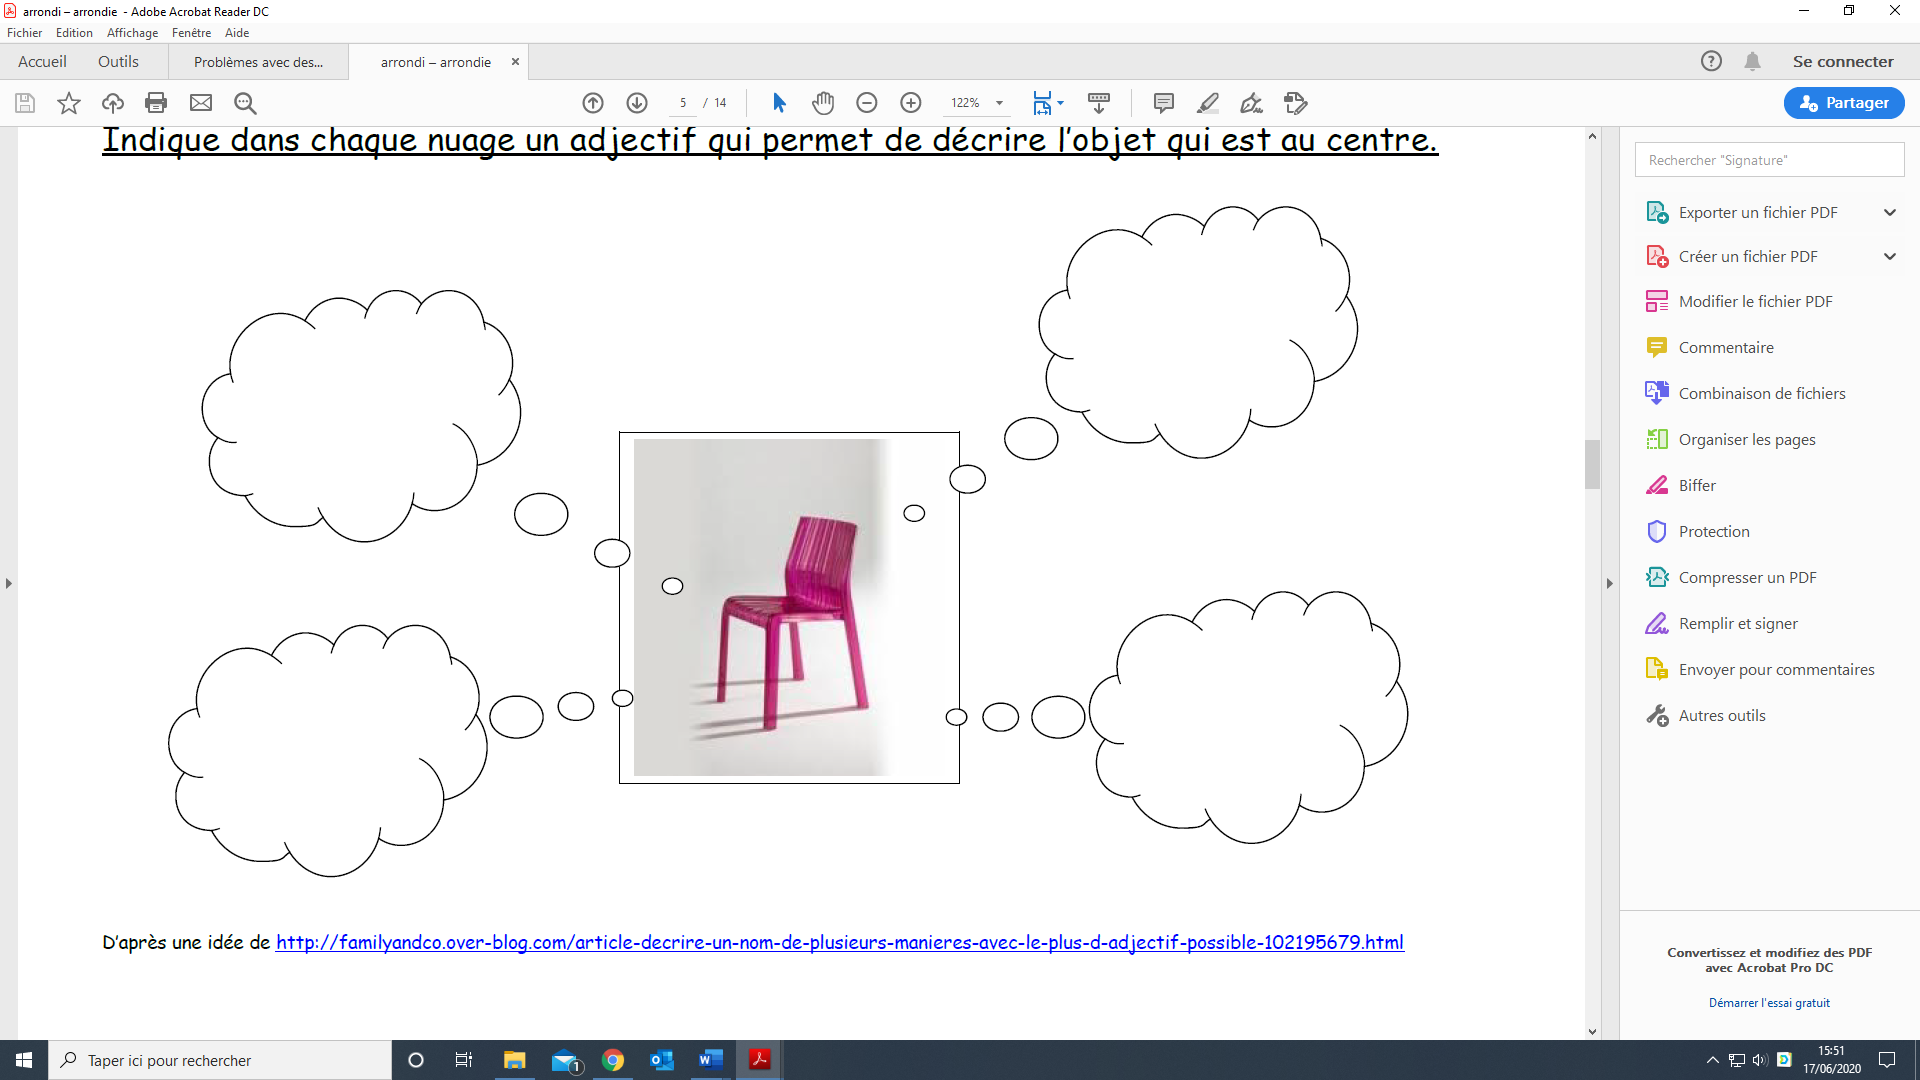 arrondi – arrondie - Adobe Acrobat Reader DC
Fichier Edition Affichage Fenêtre Aide
Accueil Outils Problèmes avec des... arrondi – arrondie × Se connecter
5 / 14 122% Partager
Indique dans chaque nuage un adjectif qui permet de décrire l’objet qui est au centre.
D’après une idée de http://familyandco.over-blog.com/article-decrire-un-nom-de-plusieurs-manieres-avec-le-plus-d-adjectif-possible-102195679.html
Rechercher "Signature"
Exporter un fichier PDF
Créer un fichier PDF
Modifier le fichier PDF
Commentaire
Combinaison de fichiers
Organiser les pages
Biffer
Protection
Compresser un PDF
Remplir et signer
Envoyer pour commentaires
Autres outils
Convertissez et modifiez des PDF
avec Acrobat Pro DC
Démarrer l'essai gratuit
Taper ici pour rechercher
1
15:51
17/06/2020